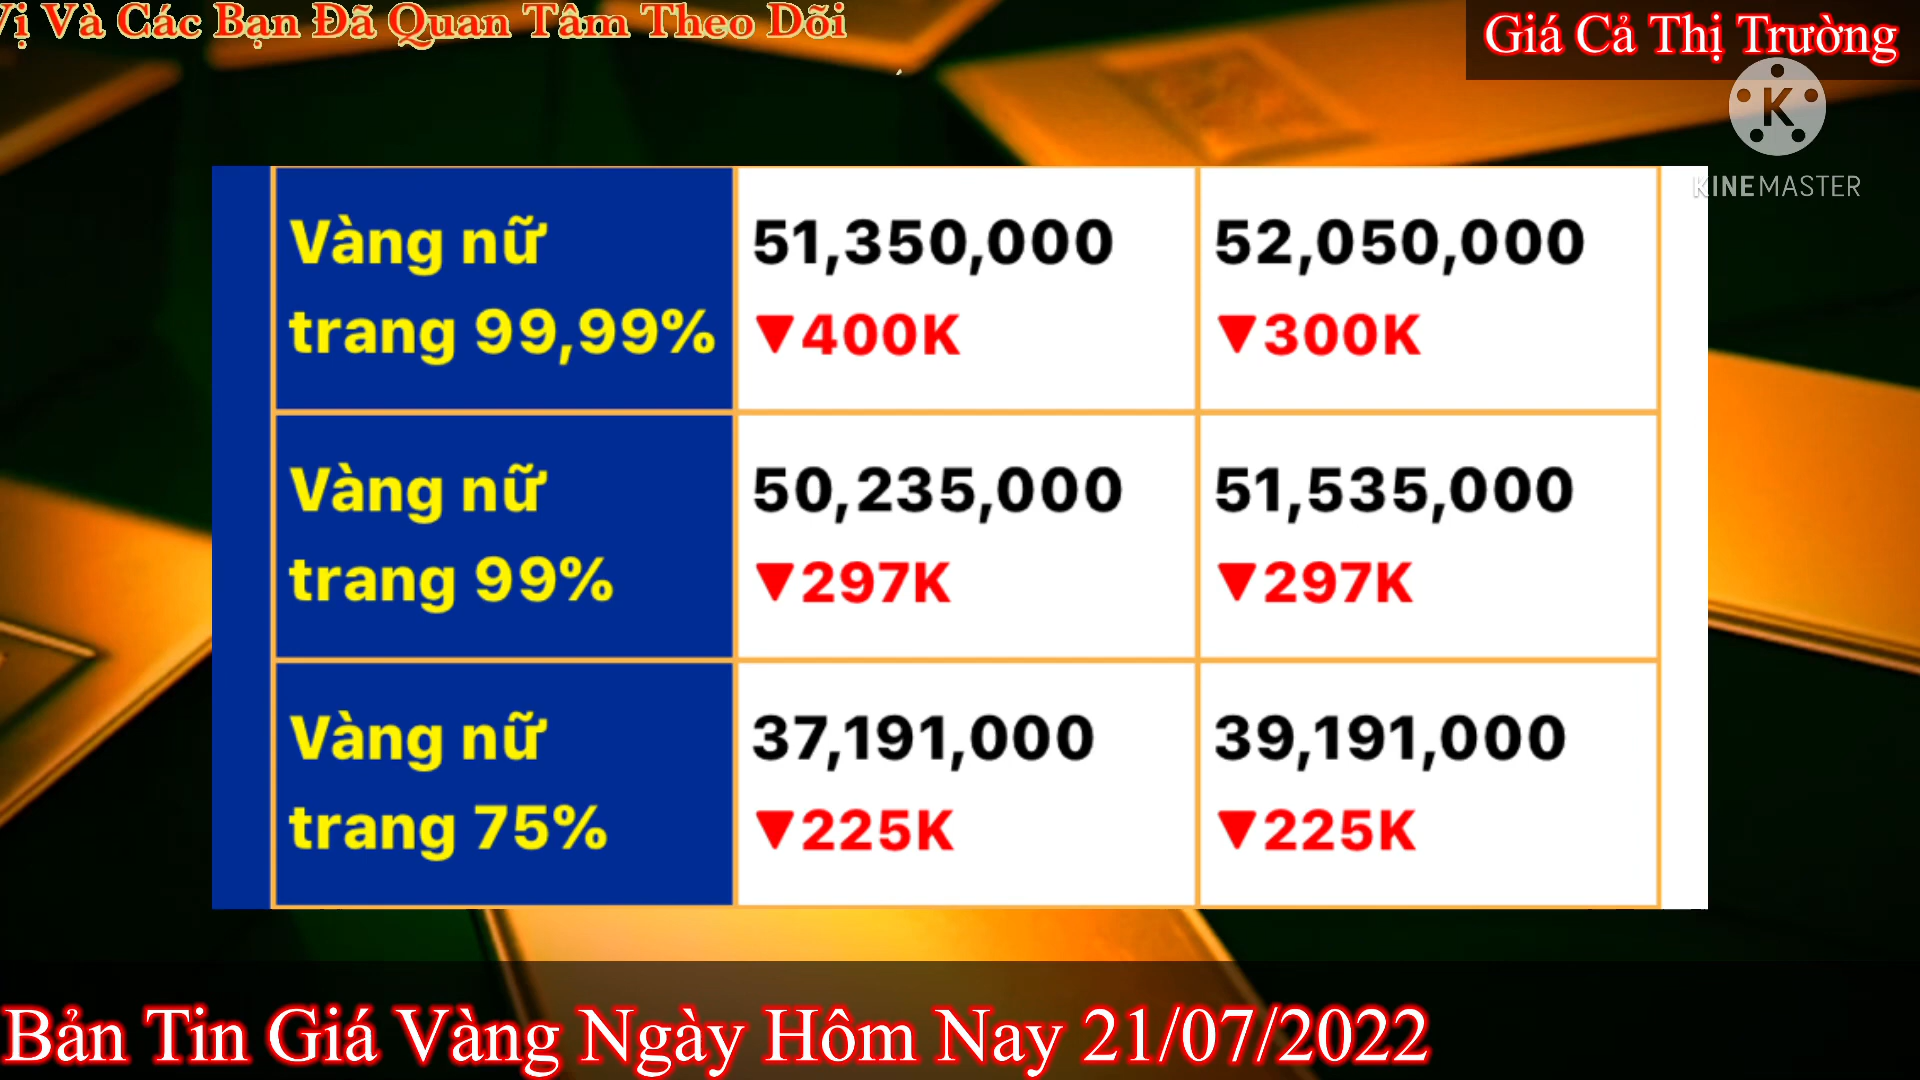 Vị Và Các Bạn Đã Quan Tâm Theo Dõi
Giá Cả Thị Trường
K
KINEMASTER
Vàng nữ
trang 99,99%
51,350,000
▼400K
52,050,000
▼300K
Vàng nữ
trang 99%
50,235,000
▼297K
51,535,000
▼297K
Vàng nữ
trang 75%
37,191,000
▼225K
39,191,000
▼225K
Bản Tin Giá Vàng Ngày Hôm Nay 21/07/2022